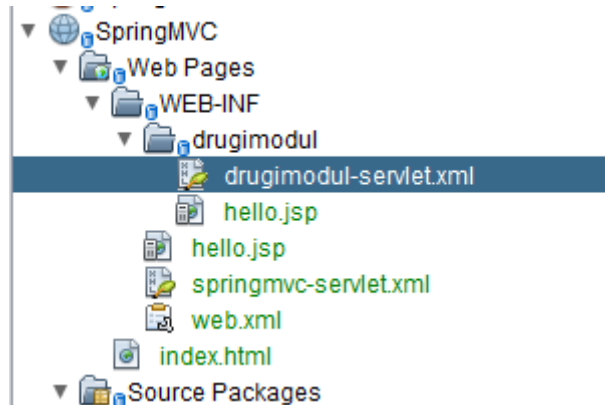 SpringMVC
Web Pages
WEB-INF
drugimodul
drugimodul-servlet.xml
hello.jsp
hello.jsp
springmvc-servlet.xml
web.xml
index.html
Source Packages